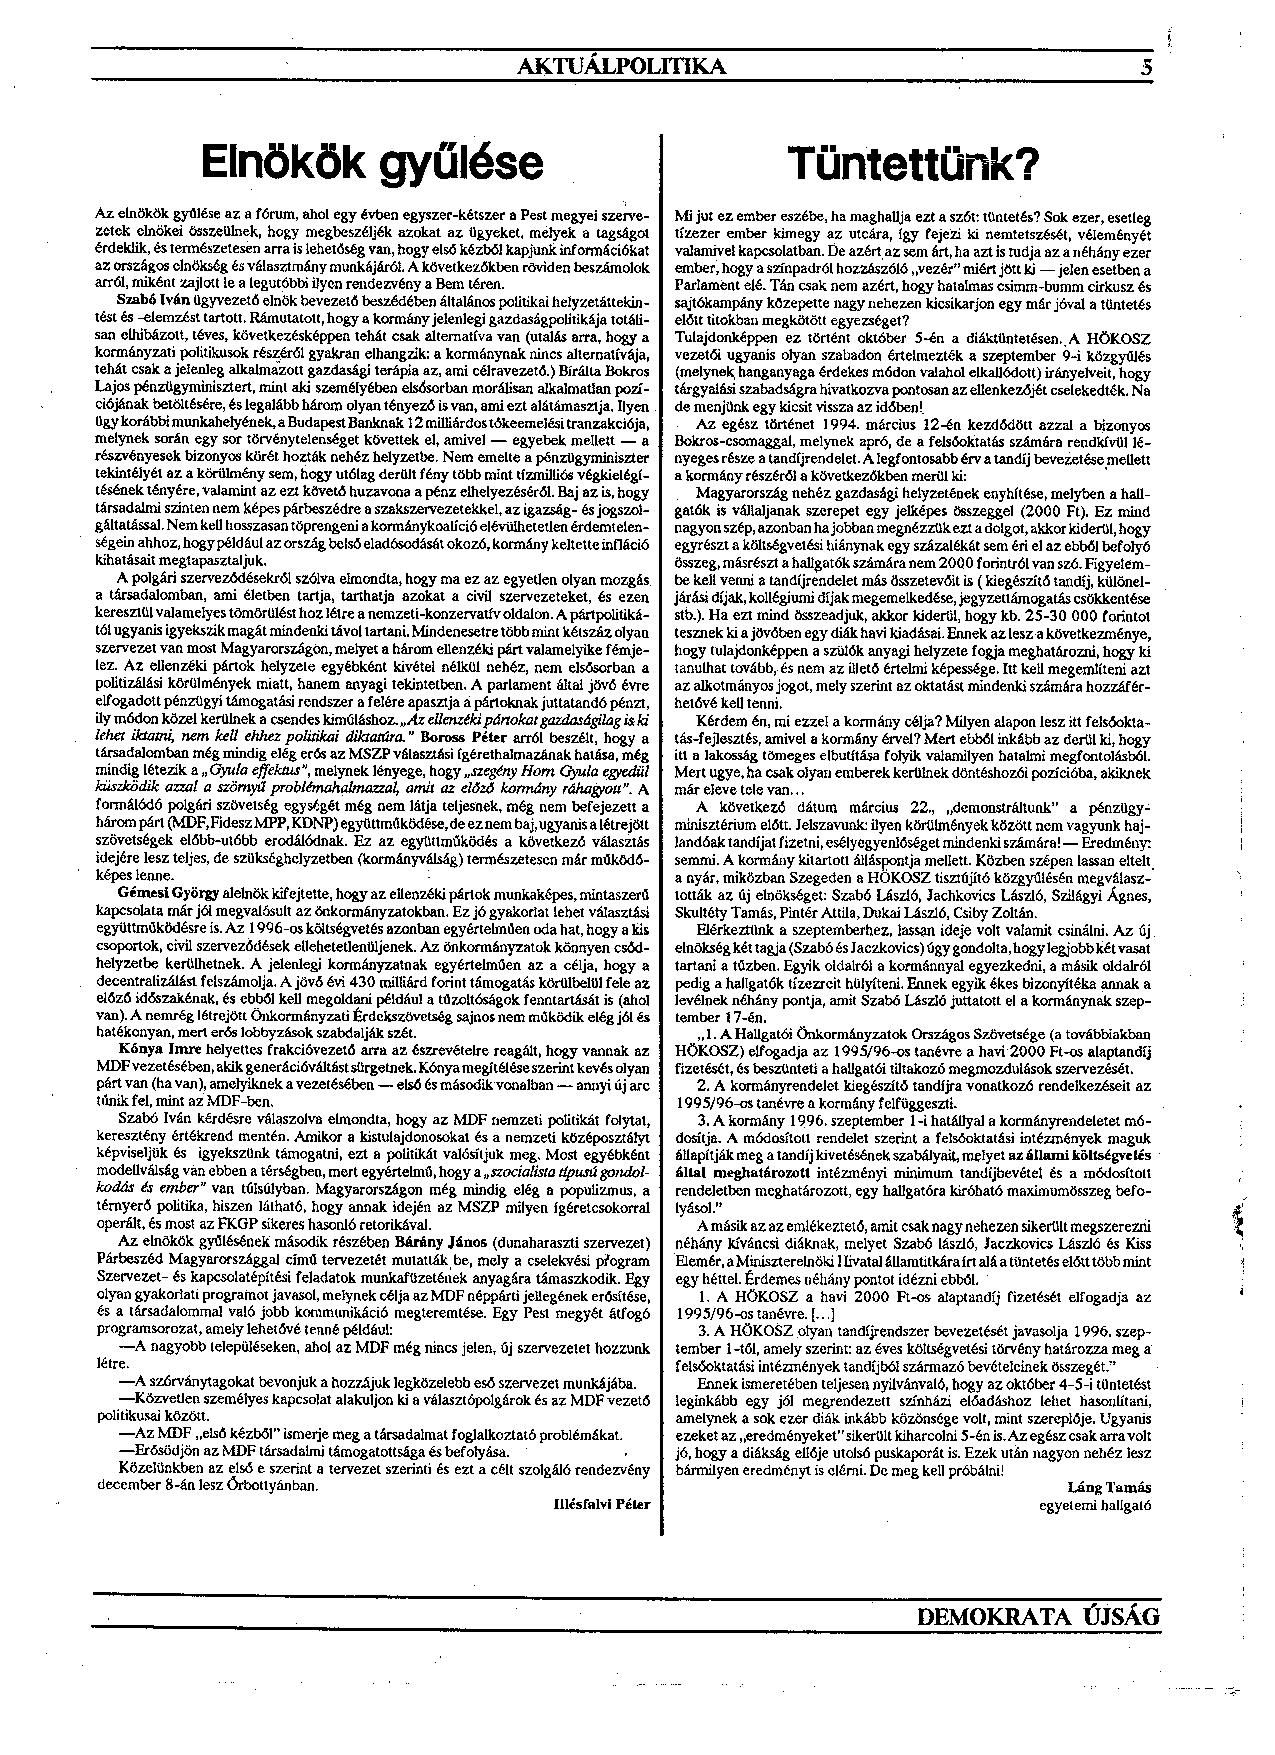 AKTUÁLPOLITIKA 5
Elnökök gyűlése
Az elnökök gyűlése az a fórum, ahol egy évben egyszer-kétszer a Pest megyei szerve-
zetek elnökei összeülnek, hogy megbeszéljék azokat az ügyeket, melyek a tagságot
érdeklik, és természetesen arra is lehetőség van, hogy első kézből kapjunk információkat
az országos elnökség és választmány munkájáról. A következőkben röviden beszámolok
arról, miként zajlott le a legutóbbi ilyen rendezvény a Bem téren.
Szabó Iván ügyvezető elnök bevezető beszédében általános politikai helyzetáttekin-
tést és -elemzést tartott. Rámutatott, hogy a kormány jelenlegi gazdaságpolitikája totáli-
san elhibázott, téves, következésképpen tehát csak alternatíva van (utalás arra, hogy a
kormányzati politikusok részéről gyakran elhangzik: a kormánynak nincs alternatívája,
tehát csak a jelenleg alkalmazott gazdasági terápia az, ami célravezető.) Bírálta Bokros
Lajos pénzügyminisztert, mint aki személyében elsősorban morálisan alkalmatlan pozí-
ciójának betöltésére, és legalább három olyan tényező is van, ami ezt alátámasztja. Ilyen
ügy korábbi munkahelyének, a Budapest Banknak 12 milliárdos tőkeemelési tranzakciója,
melynek során egy sor törvénytelenséget követtek el, amivel — egyebek mellett — a
részvényesek bizonyos körét hozták nehéz helyzetbe. Nem emelte a pénzügyminiszter
tekintélyét az a körülmény sem, hogy utólag derült fény több mint tízmilliós végkielégí-
tésének tényére, valamint az ezt követő huzavona a pénz elhelyezéséről. Baj az is, hogy
társadalmi szinten nem képes párbeszédre a szakszervezetekkel, az igazság- és jogszol-
gáltatással. Nem kell hosszasan töprengeni a kormánykoalíció elévülhetetlen érdemtelen-
ségein ahhoz, hogy például az ország belső eladósodását okozó, kormány keltette infláció
kihatásait megtapasztaljuk.
A polgári szerveződésekről szólva elmondta, hogy ma ez az egyetlen olyan mozgás
a társadalomban, ami életben tartja, tarthatja azokat a civil szervezeteket, és ezen
keresztül valamelyes tömörülést hoz létre a nemzeti-konzervatív oldalon. A pártpolitiká-
tól ugyanis igyekszik magát mindenki távol tartani. Mindenesetre több mint kétszáz olyan
szervezet van most Magyarországon, melyet a három ellenzéki párt valamelyike fémje-
lez. Az ellenzéki pártok helyzete egyébként kivétel nélkül nehéz, nem elsősorban a
politizálási körülmények miatt, hanem anyagi tekintetben. A parlament által jövő évre
elfogadott pénzügyi támogatási rendszer a felére apasztja a pártoknak juttatandó pénzt,
ily módon közel kerülnek a csendes kimúláshoz. „Az ellenzéki pártokat gazdaságilag is ki
lehet iktatni, nem kell ehhez politikai diktatúra." Boross Péter arról beszélt, hogy a
társadalomban még mindig elég erős az MSZP választási ígérethalmazának hatása, még
mindig létezik a „Gyula effektus", melynek lényege, hogy „szegény Horn Gyula egyedül
küszködik azzal a szörnyű problémahalmazzal, amit az előző kormány ráhagyott". A
formálódó polgári szövetség egységét még nem látja teljesnek, még nem befejezett a
három párt (MDF, Fidesz MPP, KDNP) együttműködése, de ez nem baj, ugyanis a létrejött
szövetségek előbb-utóbb erodálódnak. Ez az együttműködés a következő választás
idejére lesz teljes, de szükséghelyzetben (kormányválság) természetesen már működő-
képes lenne.
Gémesi György alelnök kifejtette, hogy az ellenzéki pártok munkaképes, mintaszerű
kapcsolata már jól megvalósult az önkormányzatokban. Ez jó gyakorlat lehet választási
együttműködésre is. Az 1996-os költségvetés azonban egyértelműen oda hat, hogy a kis
csoportok, civil szerveződések ellehetetlenüljenek. Az önkormányzatok könnyen csőd-
helyzetbe kerülhetnek. A jelenlegi kormányzatnak egyértelműen az a célja, hogy a
decentralizálást felszámolja. A jövő évi 430 milliárd forint támogatás körülbelül fele az
előző időszakénak, és ebből kell megoldani például a tűzoltóságok fenntartását is (ahol
van). A nemrég létrejött Önkormányzati Érdekszövetség sajnos nem működik elég jól és
hatékonyan, mert erős lobbyzások szabdalják szét.
Kónya Imre helyettes frakcióvezető arra az észrevételre reagált, hogy vannak az
MDF vezetésében, akik generációváltást sürgetnek. Kónya megítélése szerint kevés olyan
párt van (ha van), amelyiknek a vezetésében — első és második vonalban — annyi új arc
tűnik fel, mint az MDF-ben.
Szabó Iván kérdésre válaszolva elmondta, hogy az MDF nemzeti politikát folytat,
keresztény értékrend mentén. Amikor a kistulajdonosokat és a nemzeti középosztályt
képviseljük és igyekszünk támogatni, ezt a politikát valósítjuk meg. Most egyébként
modellválság van ebben a térségben, mert egyértelmű, hogy a „szocialista típusú gondol-
kodás és ember" van túlsúlyban. Magyarországon még mindig elég a populizmus, a
térnyerő politika, hiszen látható, hogy annak idején az MSZP milyen ígéretcsokorral
operált, és most az FKGP sikeres hasonló retorikával.
Az elnökök gyűlésének második részében Bárány János (dunaharaszti szervezet)
Párbeszéd Magyarországgal című tervezetét mutatták be, mely a cselekvési program
Szervezet- és kapcsolatépítési feladatok munkafüzetének anyagára támaszkodik. Egy
olyan gyakorlati programot javasol, melynek célja az MDF néppárti jellegének erősítése,
és a társadalommal való jobb kommunikáció megteremtése. Egy Pest megyét átfogó
programsorozat, amely lehetővé tenné például:
—A nagyobb településeken, ahol az MDF még nincs jelen, új szervezetet hozzunk
létre.
—A szórványtagokat bevonjuk a hozzájuk legközelebb eső szervezet munkájába.
—Közvetlen személyes kapcsolat alakuljon ki a választópolgárok és az MDF vezető
politikusai között.
—Az MDF „első kézből" ismerje meg a társadalmat foglalkoztató problémákat.
—Erősödjön az MDF társadalmi támogatottsága és befolyása.
Közelünkben az első e szerint a tervezet szerinti és ezt a célt szolgáló rendezvény
december 8-án lesz Őrbottyánban.
Illésfalvi Péter
Tüntettünk?
Mi jut ez ember eszébe, ha maghallja ezt a szót: tüntetés? Sok ezer, esetleg
tízezer ember kimegy az utcára, így fejezi ki nemtetszését, véleményét
valamivel kapcsolatban. De azért az sem árt, ha azt is tudja az a néhány ezer
ember, hogy a színpadról hozzászóló „vezér" miért jött ki — jelen esetben a
Parlament elé. Tán csak nem azért, hogy hatalmas csimm-bumm cirkusz és
sajtókampány közepette nagy nehezen kicsikarjon egy már jóval a tüntetés
előtt titokban megkötött egyezséget?
Tulajdonképpen ez történt október 5-én a diáktüntetésen. A HÖKOSZ
vezetői ugyanis olyan szabadon értelmezték a szeptember 9-i közgyűlés
(melynek hanganyaga érdekes módon valahol elkallódott) irányelveit, hogy
tárgyalási szabadságra hivatkozva pontosan az ellenkezőjét cselekedték. Na
de menjünk egy kicsit vissza az időben!
Az egész történet 1994. március 12-én kezdődött azzal a bizonyos
Bokros-csomaggal, melynek apró, de a felsőoktatás számára rendkívül lé-
nyeges része a tandíjrendelet. A legfontosabb érv a tandíj bevezetése mellett
a kormány részéről a következőkben merül ki:
Magyarország nehéz gazdasági helyzetének enyhítése, melyben a hall-
gatók is vállaljanak szerepet egy jelképes összeggel (2000 Ft). Ez mind
nagyon szép, azonban ha jobban megnézzük ezt a dolgot, akkor kiderül, hogy
egyrészt a költségvetési hiánynak egy százalékát sem éri el az ebből befolyó
összeg, másrészt a hallgatók számára nem 2000 forintról van szó. Figyelem-
be kell venni a tandíjrendelet más összetevőit is ( kiegészítő tandíj, különel-
járási díjak, kollégiumi díjak megemelkedése, jegyzettámogatás csökkentése
stb.). Ha ezt mind összeadjuk, akkor kiderül, hogy kb. 25-30 000 forintot
tesznek ki a jövőben egy diák havi kiadásai. Ennek az lesz a következménye,
hogy tulajdonképpen a szülők anyagi helyzete fogja meghatározni, hogy ki
tanulhat tovább, és nem az illető értelmi képessége. Itt kell megemlíteni azt
az alkotmányos jogot, mely szerint az oktatást mindenki számára hozzáfér-
hetővé kell tenni.
Kérdem én, mi ezzel a kormány célja? Milyen alapon lesz itt felsőokta-
tás-fejlesztés, amivel a kormány érvel? Mert ebből inkább az derül ki, hogy
itt a lakosság tömeges elbutítása folyik valamilyen hatalmi megfontolásból.
Mert ugye, ha csak olyan emberek kerülnek döntéshozói pozícióba, akiknek
már eleve tele van...
A következő dátum március 22., „demonstráltunk" a pénzügy-
minisztérium előtt. Jelszavunk: ilyen körülmények között nem vagyunk haj-
landóak tandíjat fizetni, esélyegyenlőséget mindenki számára! — Eredmény:
semmi. A kormány kitartott álláspontja mellett. Közben szépen lassan eltelt
a nyár, miközban Szegeden a HÖKOSZ tisztújító közgyűlésén megválasz-
tották az új elnökséget: Szabó László, Jachkovics László, Szilágyi Ágnes,
Skultéty Tamás, Pintér Attila, Dukai László, Csiby Zoltán.
Elérkeztünk a szeptemberhez, lassan ideje volt valamit csinálni. Az új
elnökség két tagja (Szabó és Jaczkovics) úgy gondolta, hogy legjobb két vasat
tartani a tűzben. Egyik oldalról a kormánnyal egyezkedni, a másik oldalról
pedig a hallgatók tízezreit hülyíteni. Ennek egyik ékes bizonyítéka annak a
levélnek néhány pontja, amit Szabó László juttatott el a kormánynak szep-
tember 17-én.
„1. A Hallgatói Önkormányzatok Országos Szövetsége (a továbbiakban
HÖKOSZ) elfogadja az 1995/96-os tanévre a havi 2000 Ft-os alaptandíj
fizetését, és beszünteti a hallgatói tiltakozó megmozdulások szervezését.
2. A kormányrendelet kiegészítő tandíjra vonatkozó rendelkezéseit az
1995/96-os tanévre a kormány felfüggeszti.
3. A kormány 1996. szeptember 1-i hatállyal a kormányrendeletet mó-
dosítja. A módosított rendelet szerint a felsőoktatási intézmények maguk
állapítják meg a tandíj kivetésének szabályait, melyet az állami költségvetés
által meghatározott intézményi minimum tandíjbevétel és a módosított
rendeletben meghatározott, egy hallgatóra kiróható maximumösszeg befo-
lyásol."
A másik az az emlékeztető, amit csak nagy nehezen sikerült megszerezni
néhány kíváncsi diáknak, melyet Szabó lászló, Jaczkovics László és Kiss
Elemér, a Miniszterelnöki Hivatal államtitkára írt alá a tüntetés előtt több mint
egy héttel. Érdemes néhány pontot idézni ebből.
1. A HÖKOSZ a havi 2000 Ft-os alaptandíj fizetését elfogadja az
1995/96-os tanévre. [...]
3. A HÖKOSZ olyan tandíjrendszer bevezetését javasolja 1996. szep-
tember 1-től, amely szerint: az éves költségvetési törvény határozza meg a
felsőoktatási intézmények tandíjból származó bevételeinek összegét."
Ennek ismeretében teljesen nyilvánvaló, hogy az október 4-5-i tüntetést
leginkább egy jól megrendezett színházi előadáshoz lehet hasonlítani,
amelynek a sok ezer diák inkább közönsége volt, mint szereplője. Ugyanis
ezeket az „eredményeket" sikerült kiharcolni 5-én is. Az egész csak arra volt
jó, hogy a diákság ellője utolsó puskaporát is. Ezek után nagyon nehéz lesz
bármilyen eredményt is elérni. De meg kell próbálni!
Láng Tamás
egyetemi hallgató
DEMOKRATA ÚJSÁG